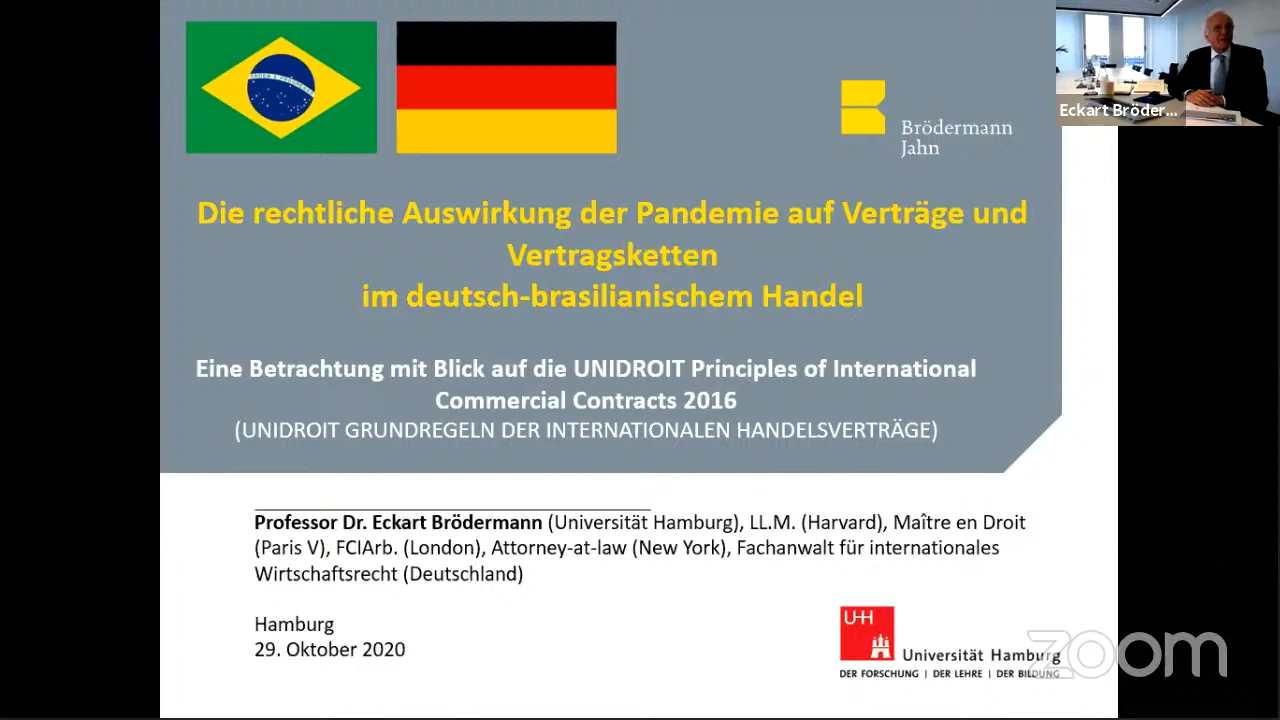 Eckart Bröder...
Brödermann
Jahn
Die rechtliche Auswirkung der Pandemie auf Verträge und
Vertragsketten
im deutsch-brasilianischem Handel
Eine Betrachtung mit Blick auf die UNIDROIT Principles of International
Commercial Contracts 2016
(UNIDROIT GRUNDREGELN DER INTERNATIONALEN HANDELSVERTRÄGE)
Professor Dr. Eckart Brödermann (Universität Hamburg), LL.M. (Harvard), Maître en Droit
(Paris V), FCIArb. (London), Attorney-at-law (New York), Fachanwalt für internationales
Wirtschaftsrecht (Deutschland)
Hamburg
29. Oktober 2020
UHH
Universität Hamburg
DER FORSCHUNG | DER LEHRE | DER BILDUNG
zoom